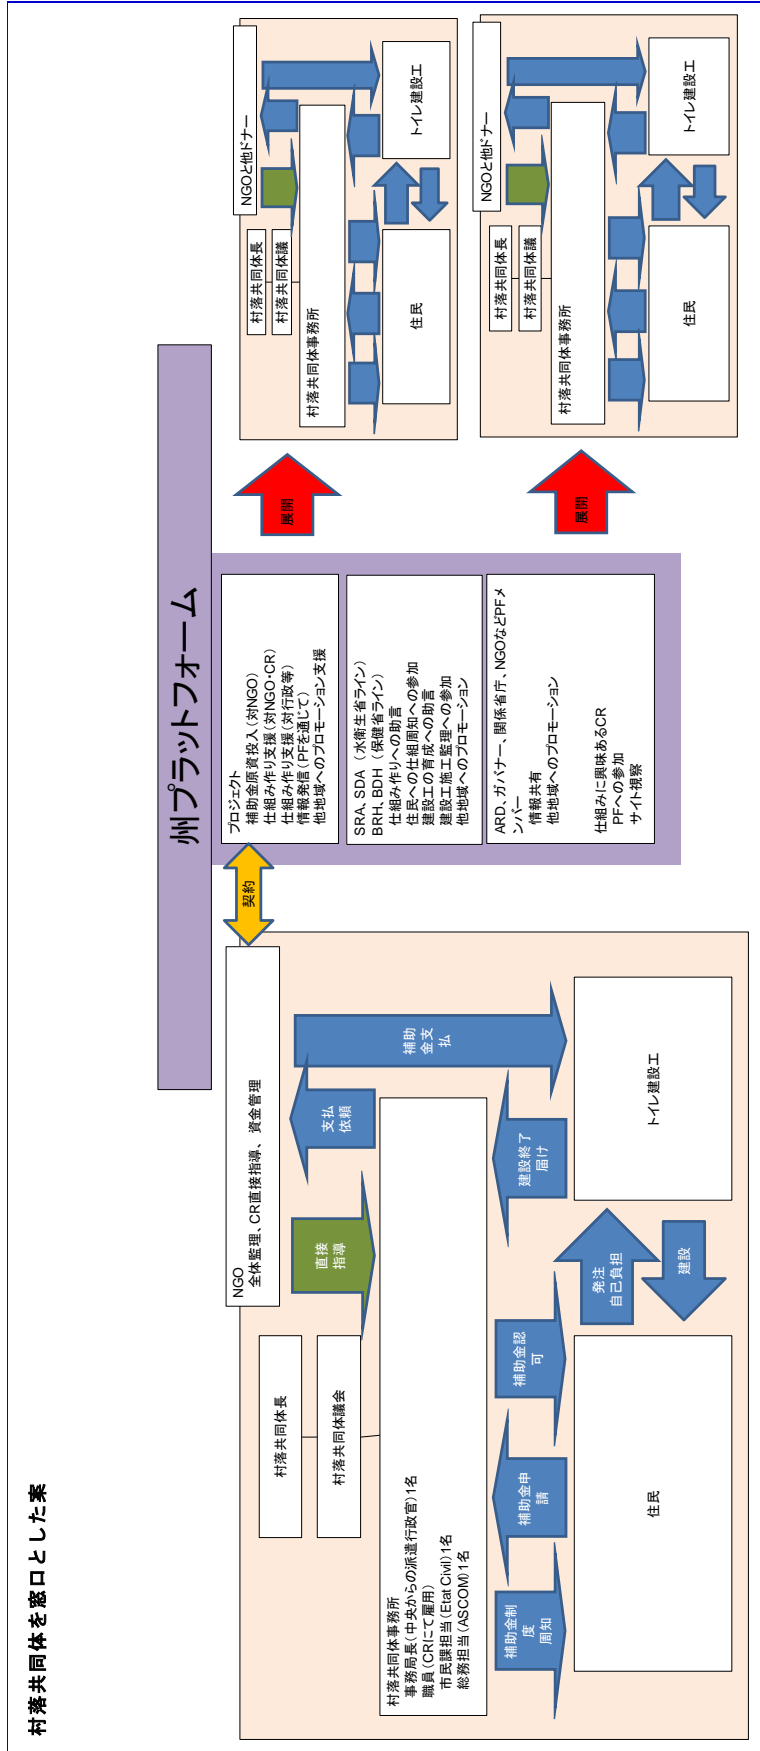 村落共同体を窓口とした案
州プラットフォーム
NGO
全体監理、CR直接指導、資金管理
村落共同体長
村落共同体議会
直接
指導
支払
依頼
補助
金支
払
村落共同体事務所
事務局長(中央からの派遣行政官)1名
職員(CRにて雇用)
市民課担当(Etat Civil)1名
総務担当(ASCOM)1名
補助金制
度
周知
補助金申
請
補助金認
可
建設終了
届け
発注
自己負担
建設
住民
トイレ建設工
契約
プロジェクト
補助金原資投入(対NGO)
仕組み作り支援(対NGO・CR)
仕組み作り支援(対行政等)
情報発信(PFを通じて)
他地域へのプロモーション支援
SRA、SDA (水衛生省ライン)
BRH、BDH (保健省ライン)
仕組み作りへの助言
住民への仕組周知への参加
建設工の育成への助言
建設工施工監理への参加
他地域へのプロモーション
ARD、ガバナー、関係省庁、NGOなどPFメ
ンバー
情報共有
他地域へのプロモーション
仕組みに興味あるCR
PFへの参加
サイト視察
展開
展開
NGOと他ドナー
村落共同体長
村落共同体議
村落共同体事務所
住民
トイレ建設工
NGOと他ドナー
村落共同体長
村落共同体議
村落共同体事務所
住民
トイレ建設工